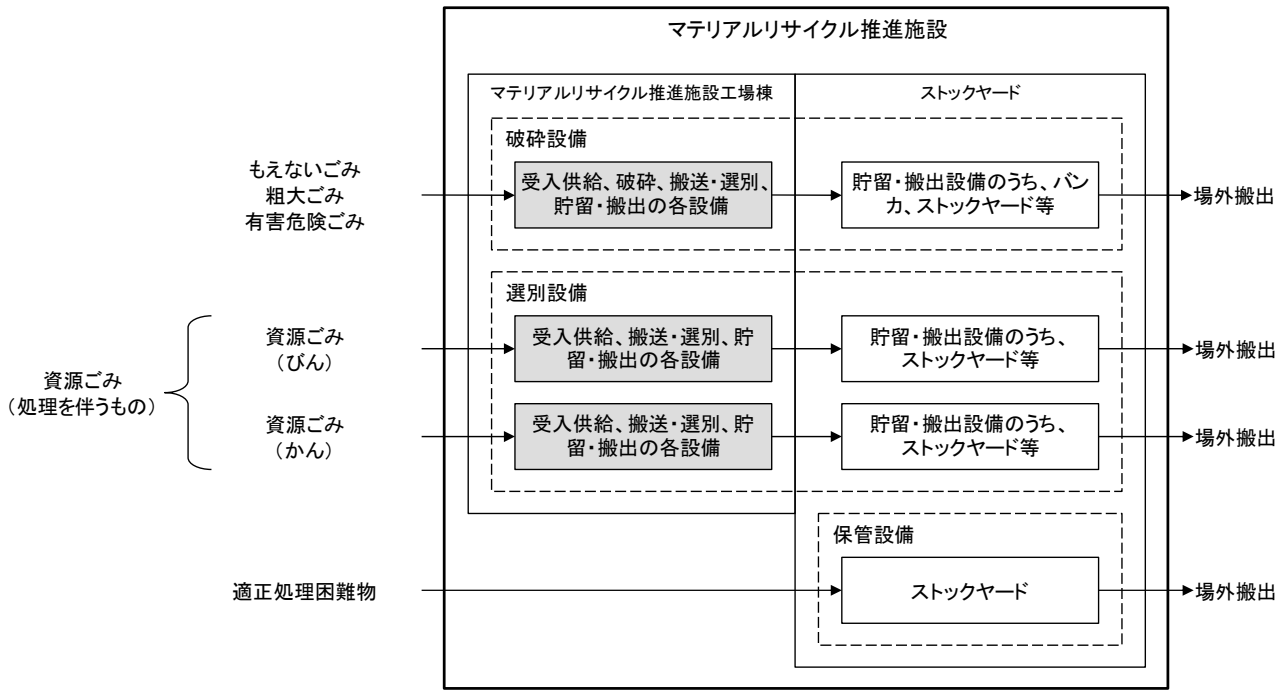 マテリアルリサイクル推進施設
マテリアルリサイクル推進施設工場棟
ストックヤード
破砕設備
もえないごみ
粗大ごみ
有害危険ごみ
受入供給、破砕、搬送・選別、
貯留・搬出の各設備
貯留・搬出設備のうち、バン
カ、ストックヤード等
場外搬出
選別設備
資源ごみ
（処理を伴うもの）
資源ごみ
（びん）
受入供給、搬送・選別、貯
留・搬出の各設備
貯留・搬出設備のうち、
ストックヤード等
場外搬出
資源ごみ
（かん）
受入供給、搬送・選別、貯
留・搬出の各設備
貯留・搬出設備のうち、
ストックヤード等
場外搬出
保管設備
適正処理困難物
ストックヤード
場外搬出